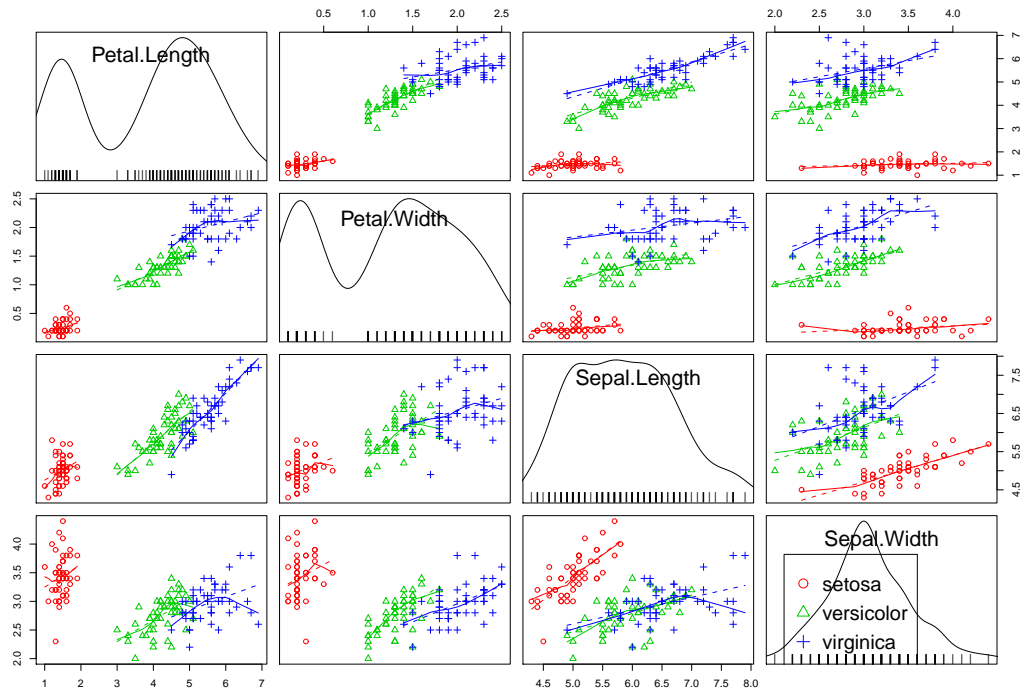 0.5 1.0 1.5 2.0 2.5
2.0 2.5 3.0 3.5 4.0
Petal.Length
1 2 3 4 5 6 7
0.5 1.0 1.5 2.0 2.5
Petal.Width
Sepal.Length
4.5 5.5 6.5 7.5
2.0 2.5 3.0 3.5 4.0
Sepal.Width
setosa
versicolor
virginica
1 2 3 4 5 6 7
4.5 5.0 5.5 6.0 6.5 7.0 7.5 8.0